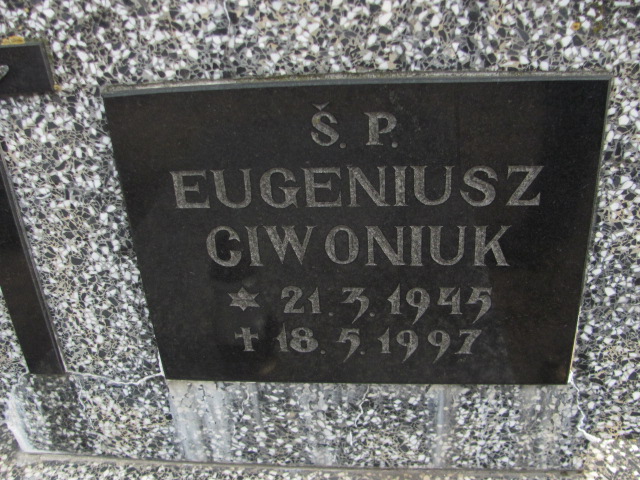 Š. P.
EUGENIUSZ
CIWONIUK
* 21.3.1945
✝ 18.5.1997